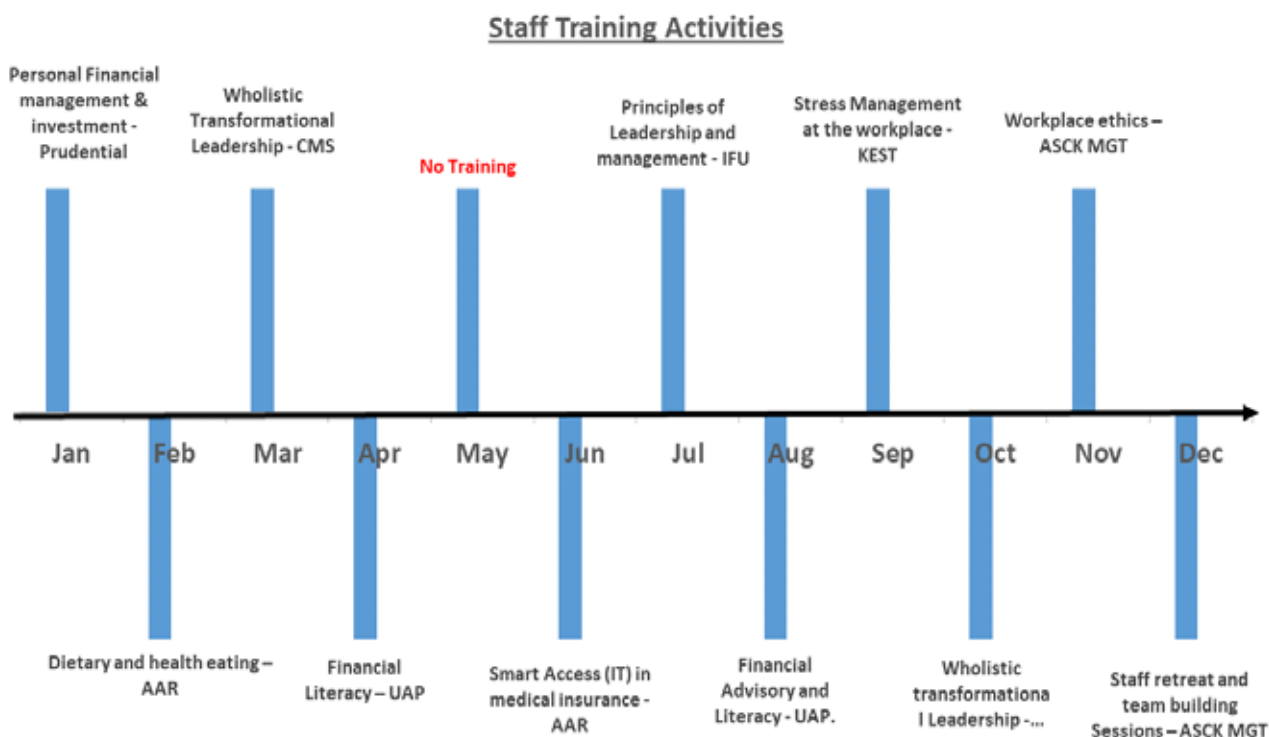 Staff Training Activities
Personal Financial
management &
investment -
Prudential
Wholistic
Transformational
Leadership - CMS
No Training
Principles of
Leadership and
management - IFU
Stress Management
at the workplace -
KEST
Workplace ethics –
ASCK MGT
Jan
Feb
Mar
Apr
May
Jun
Jul
Aug
Sep
Oct
Nov
Dec
Dietary and health eating –
AAR
Financial
Literacy – UAP
Smart Access (IT) in
medical insurance -
AAR
Financial
Advisory and
Literacy - UAP.
Wholistic
transformationa
l Leadership -...
Staff retreat and
team building
Sessions – ASCK MGT